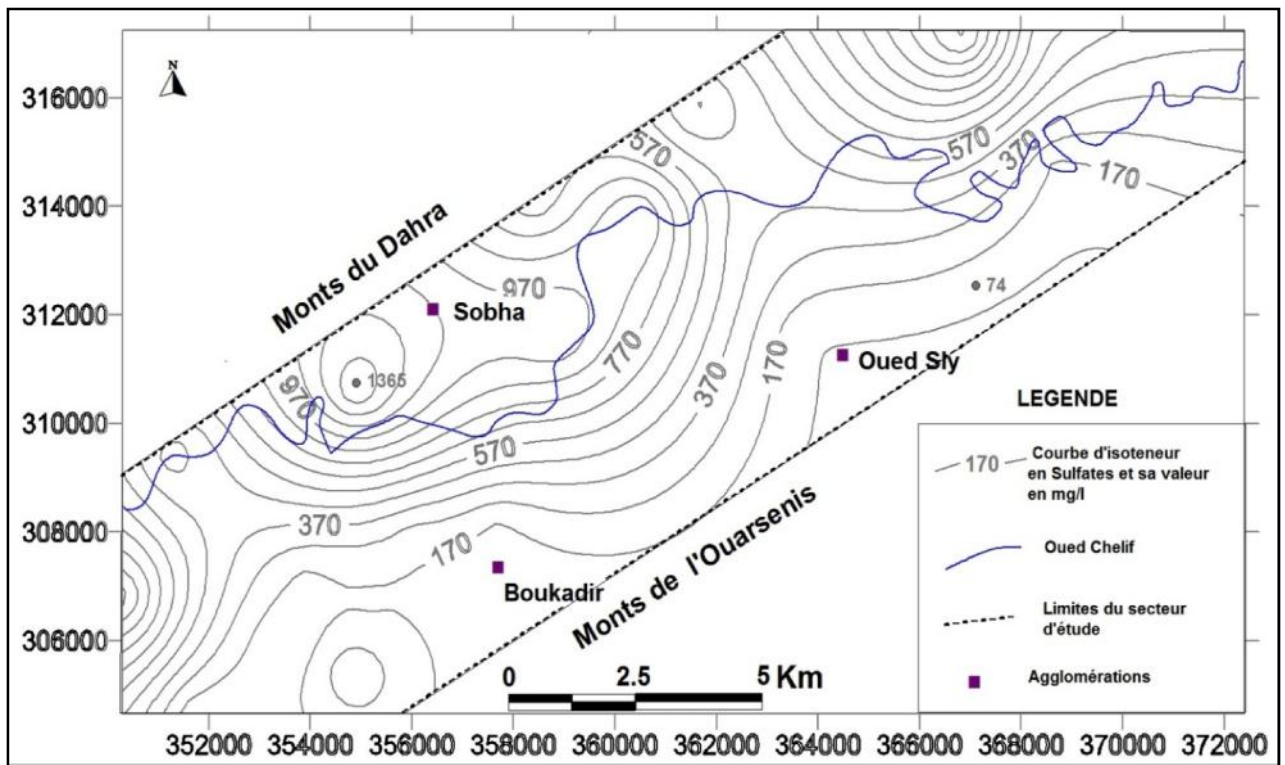 N
316000
314000
312000
310000
308000
306000
352000 354000 356000 358000 360000 362000 364000 366000 368000 370000 372000
Monts du Dahra
Monts de l'Ouarsenis
570
570
370
170
970
Sobha
74
770
Oued Sly
1365
970
370
170
570
370
170
Boukadir
0 2.5 5 Km
LEGENDE
170 Courbe d'isoteneur
en Sulfates et sa valeur
en mg/l
Oued Chelif
Limites du secteur
d'étude
Agglomérations